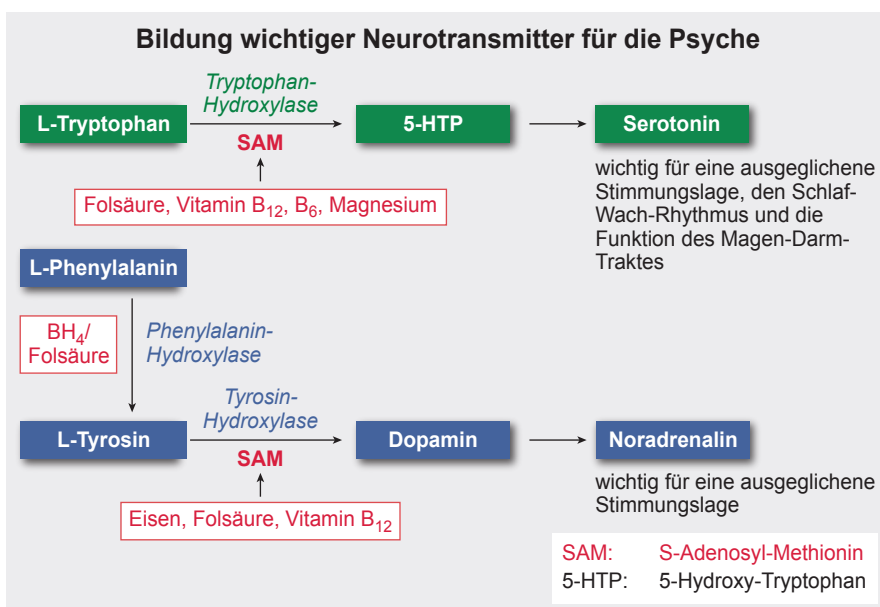 Bildung wichtiger Neurotransmitter für die Psyche
Tryptophan-
Hydroxylase
L-Tryptophan
5-HTP
Serotonin
SAM
Folsäure, Vitamin B₁₂, B₆, Magnesium
wichtig für eine ausgeglichene
Stimmungslage, den Schlaf-
Wach-Rhythmus und die
Funktion des Magen-Darm-
Traktes
L-Phenylalanin
BH₄/
Folsäure
Phenylalanin-
Hydroxylase
Tyrosin-
Hydroxylase
L-Tyrosin
Dopamin
Noradrenalin
SAM
Eisen, Folsäure, Vitamin B₁₂
wichtig für eine ausgeglichene
Stimmungslage
SAM: S-Adenosyl-Methionin
5-HTP: 5-Hydroxy-Tryptophan